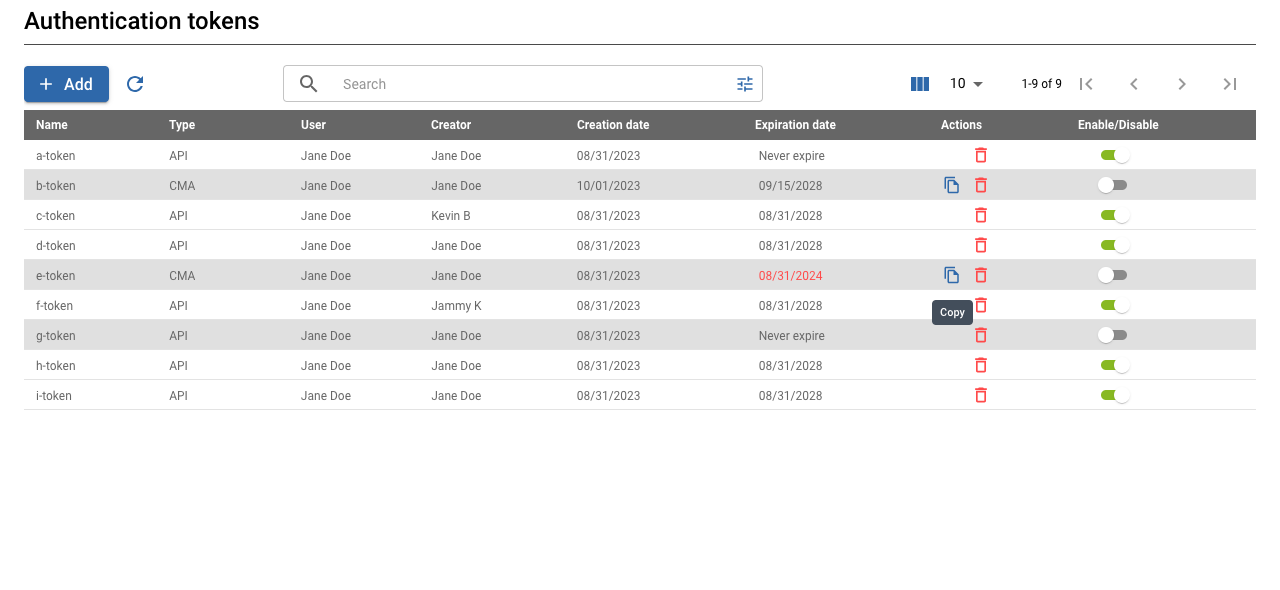 Authentication tokens
Add Search 10 1-9 of 9
Name Type User Creator Creation date Expiration date Actions Enable/Disable
a-token API Jane Doe Jane Doe 08/31/2023 Never expire
b-token CMA Jane Doe Jane Doe 10/01/2023 09/15/2028
c-token API Jane Doe Kevin B 08/31/2023 08/31/2028
d-token API Jane Doe Jane Doe 08/31/2023 08/31/2028
e-token CMA Jane Doe Jane Doe 08/31/2023 08/31/2024
f-token API Jane Doe Jammy K 08/31/2023 08/31/2028
Copy
g-token API Jane Doe Jane Doe 08/31/2023 Never expire
h-token API Jane Doe Jane Doe 08/31/2023 08/31/2028
i-token API Jane Doe Jane Doe 08/31/2023 08/31/2028